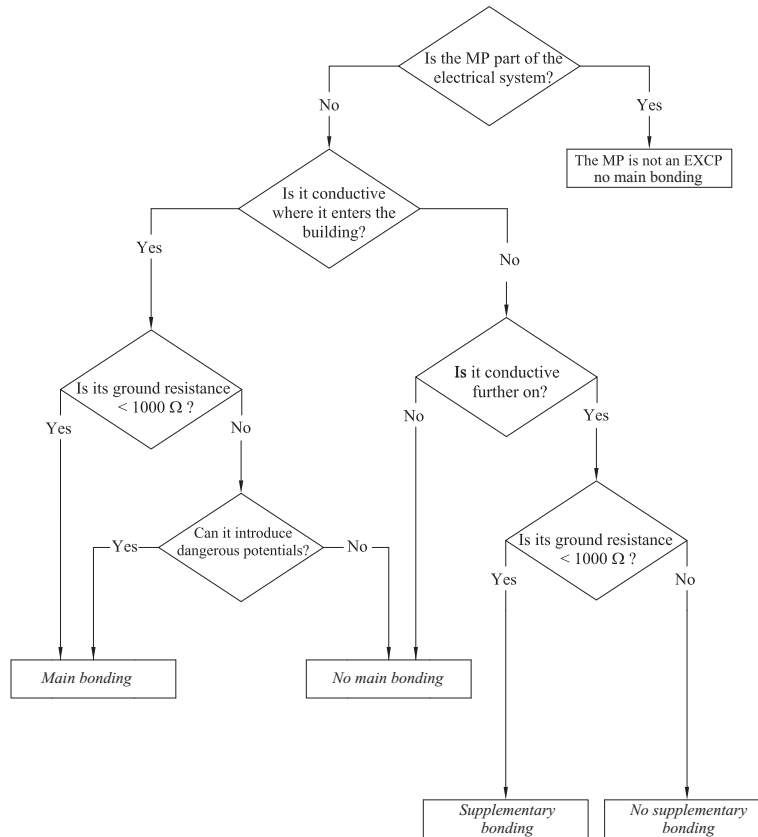 Is the MP part of the
electrical system?
No
Yes
The MP is not an EXCP
no main bonding
Is it conductive
where it enters the
building?
Yes
No
Is its ground resistance
< 1000 Ω ?
Is it conductive
further on?
Yes
No
No
Yes
Can it introduce
dangerous potentials?
Yes
No
Is its ground resistance
< 1000 Ω ?
Yes
No
Main bonding
No main bonding
Supplementary
bonding
No supplementary
bonding